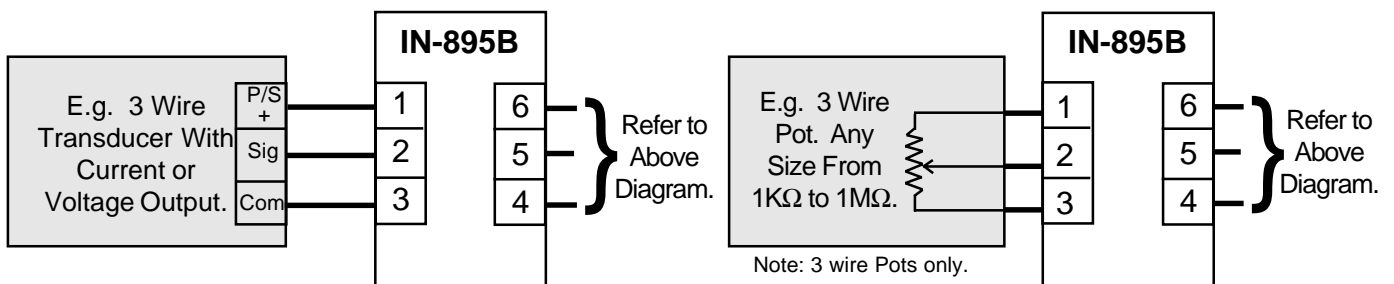 IN-895B
E.g. 3 Wire
Transducer With
Current or
Voltage Output.
P/S
+
Sig
Com
1
2
3
6
5
4
Refer to
Above
Diagram.
IN-895B
E.g. 3 Wire
Pot. Any
Size From
1KΩ to 1MΩ.
1
2
3
6
5
4
Refer to
Above
Diagram.
Note: 3 wire Pots only.